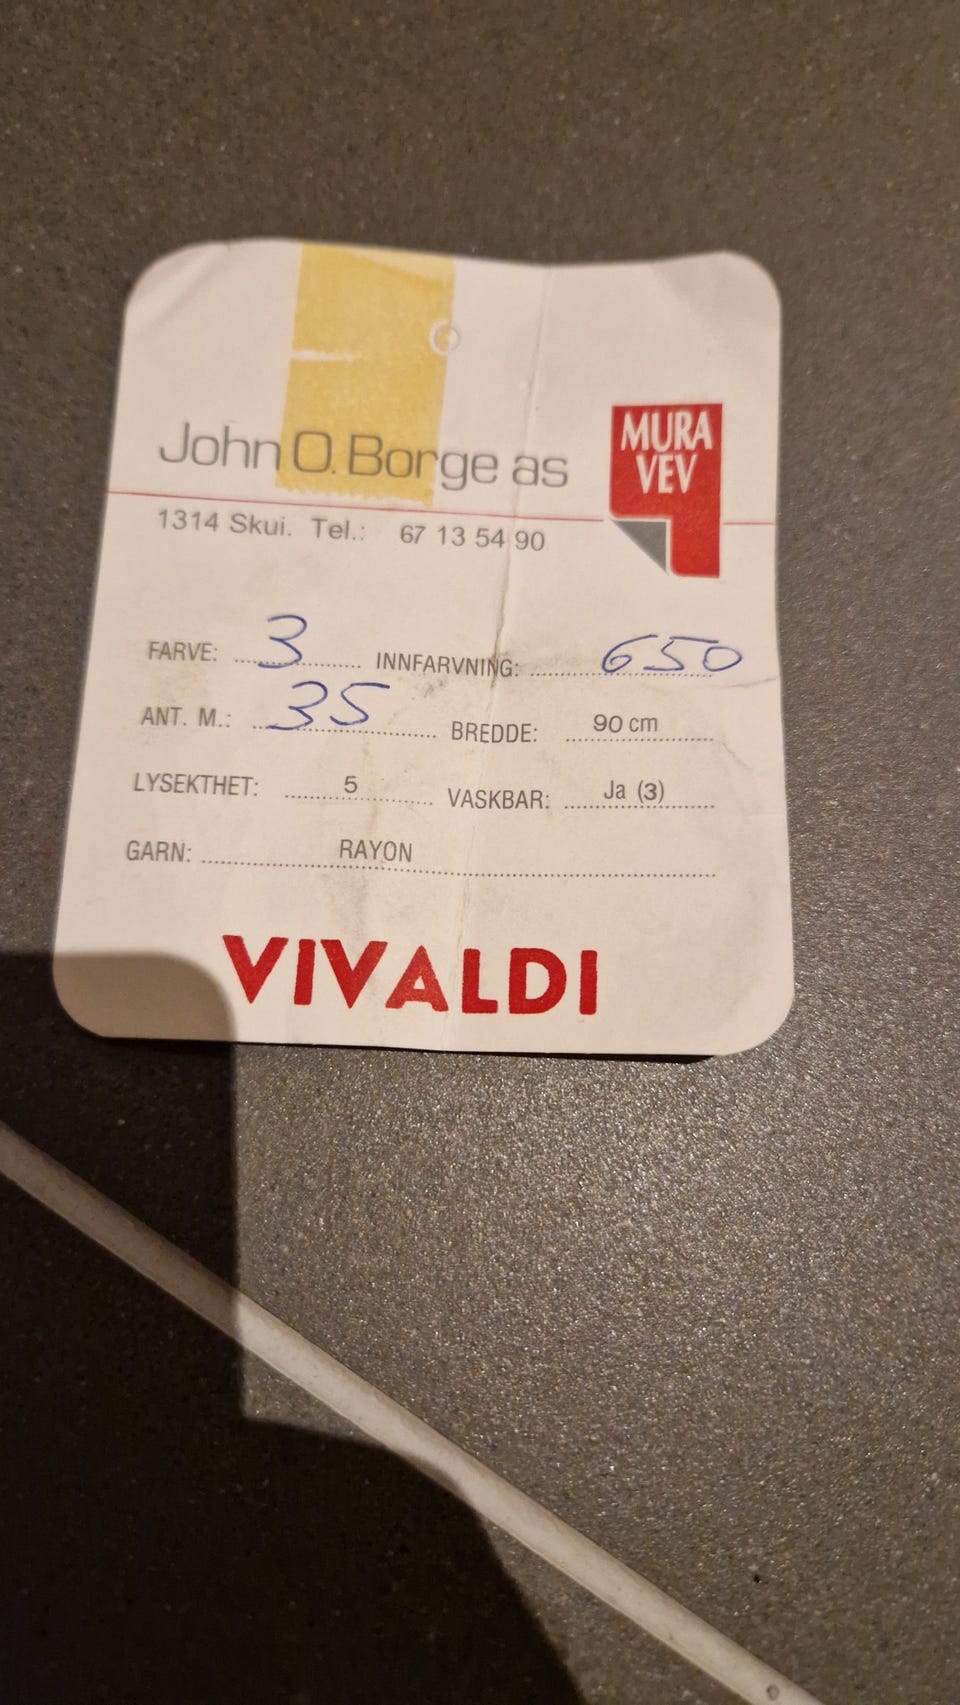 John O. Borge as
MURA
VEV
1314 Skui. Tel.: 67 13 54 90
FARVE: 3 INNFARVNING: 650
ANT. M.: 35 BREDDE: 90 cm
LYSEKTHET: 5 VASKBAR: Ja (3)
GARN: RAYON
VIVALDI